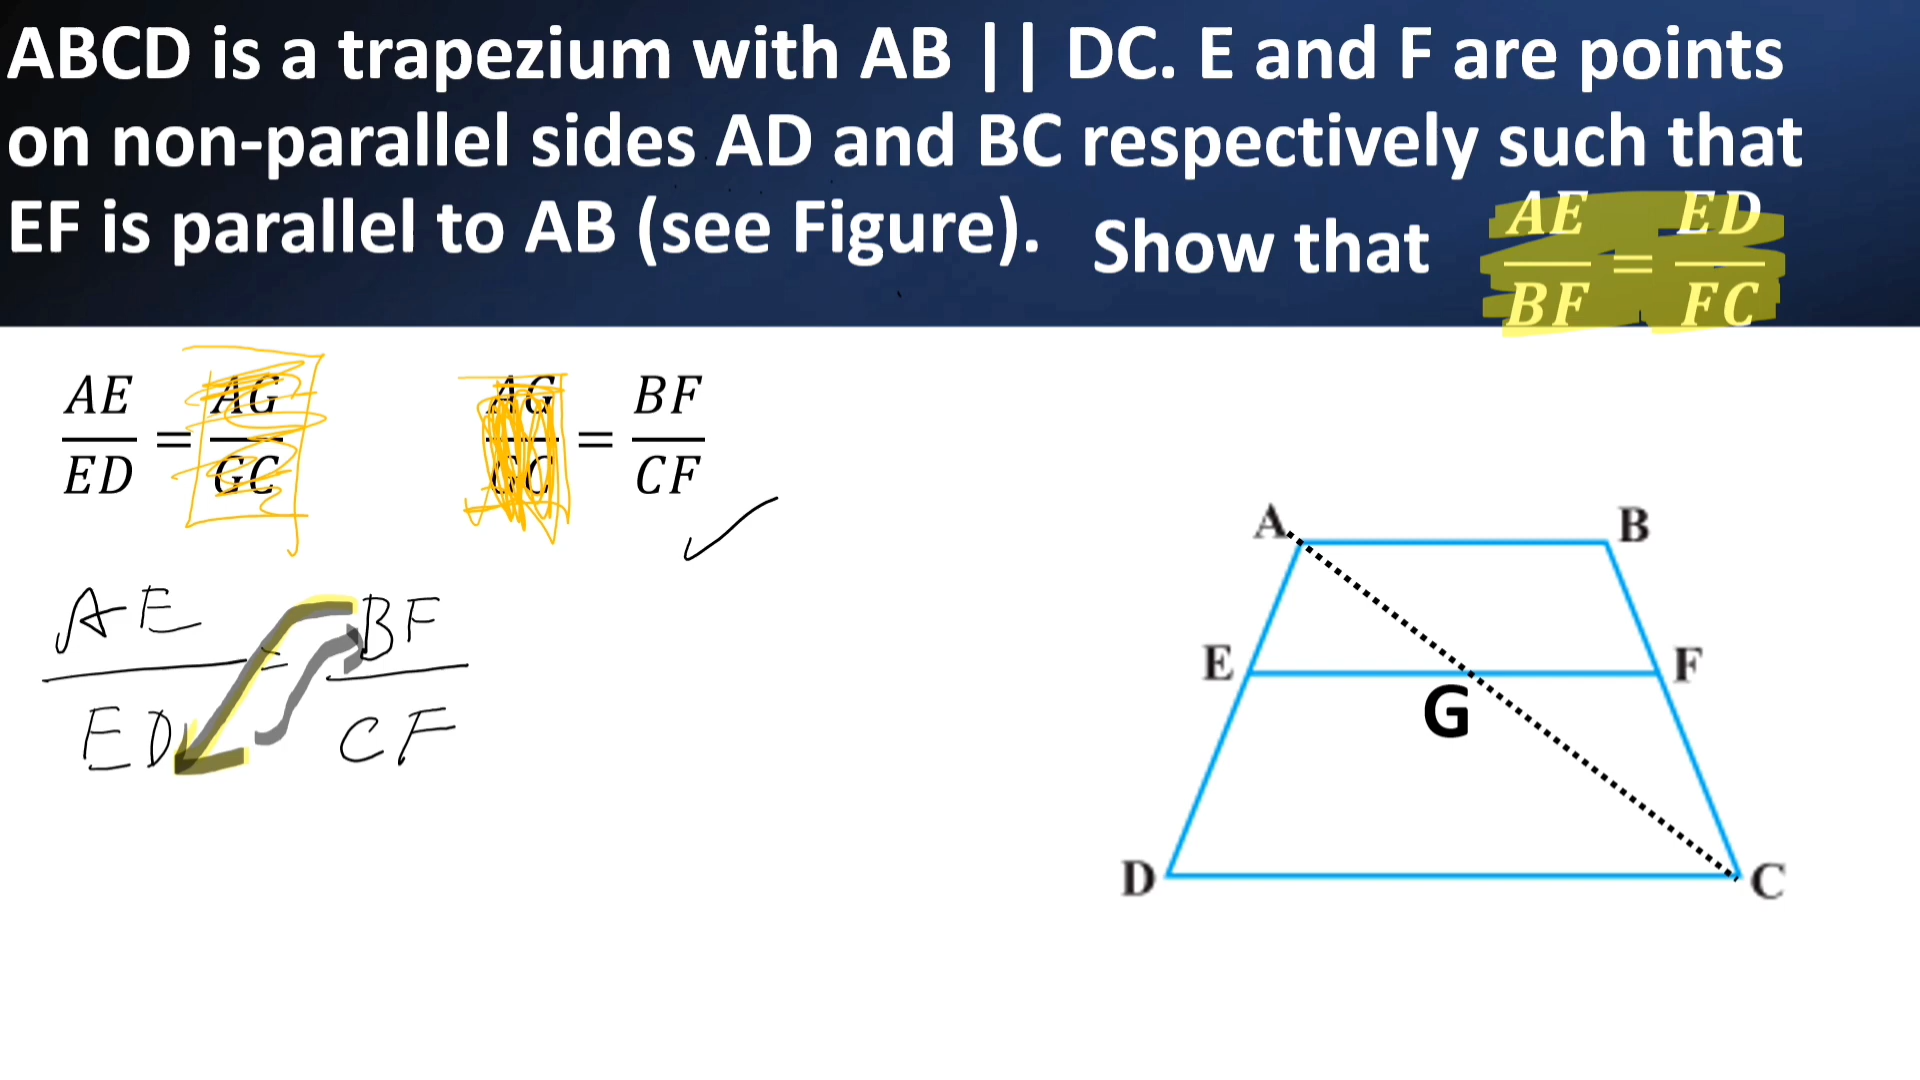 ABCD is a trapezium with AB || DC. E and F are points
on non-parallel sides AD and BC respectively such that
EF is parallel to AB (see Figure). Show that AE/BF = ED/FC
AE/ED = AG/GC
AG/GC = BF/CF
AE/ED = BF/CF
A B
E F
G
D C